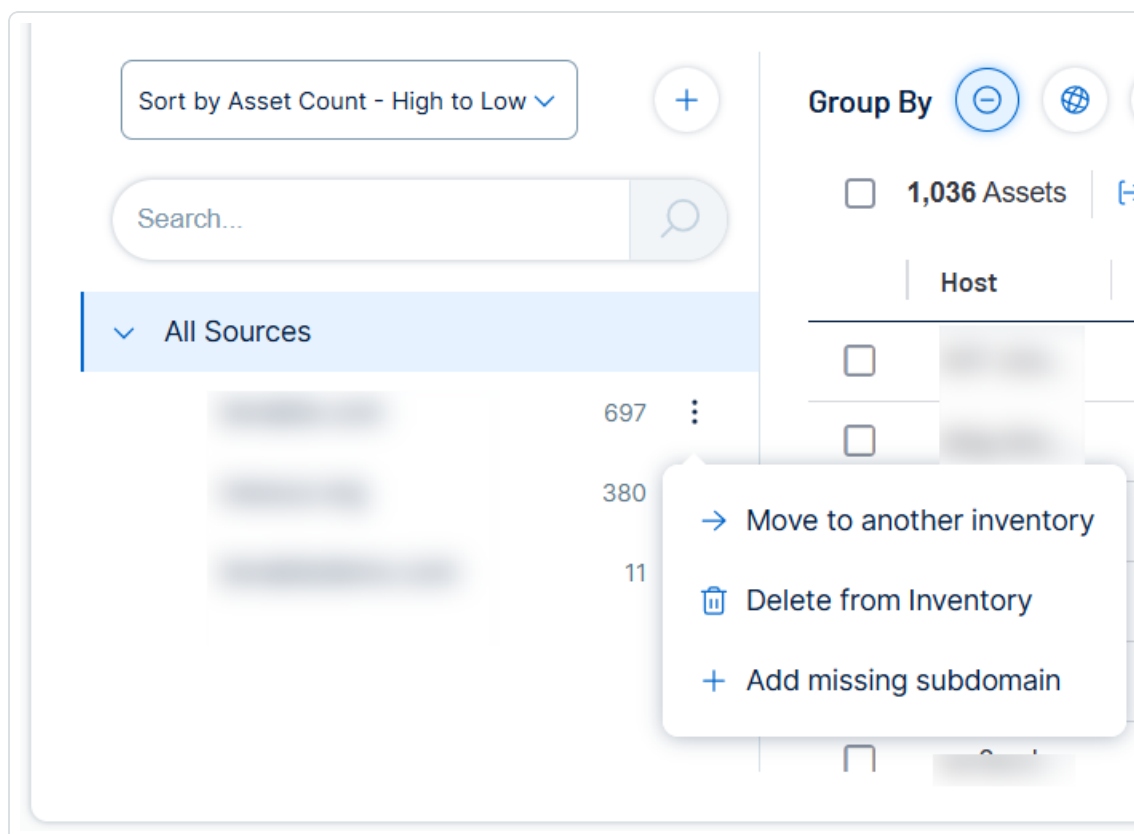 Sort by Asset Count - High to Low
Group By
1,036 Assets
Search...
Host
All Sources
697
380
Move to another inventory
11
Delete from Inventory
Add missing subdomain